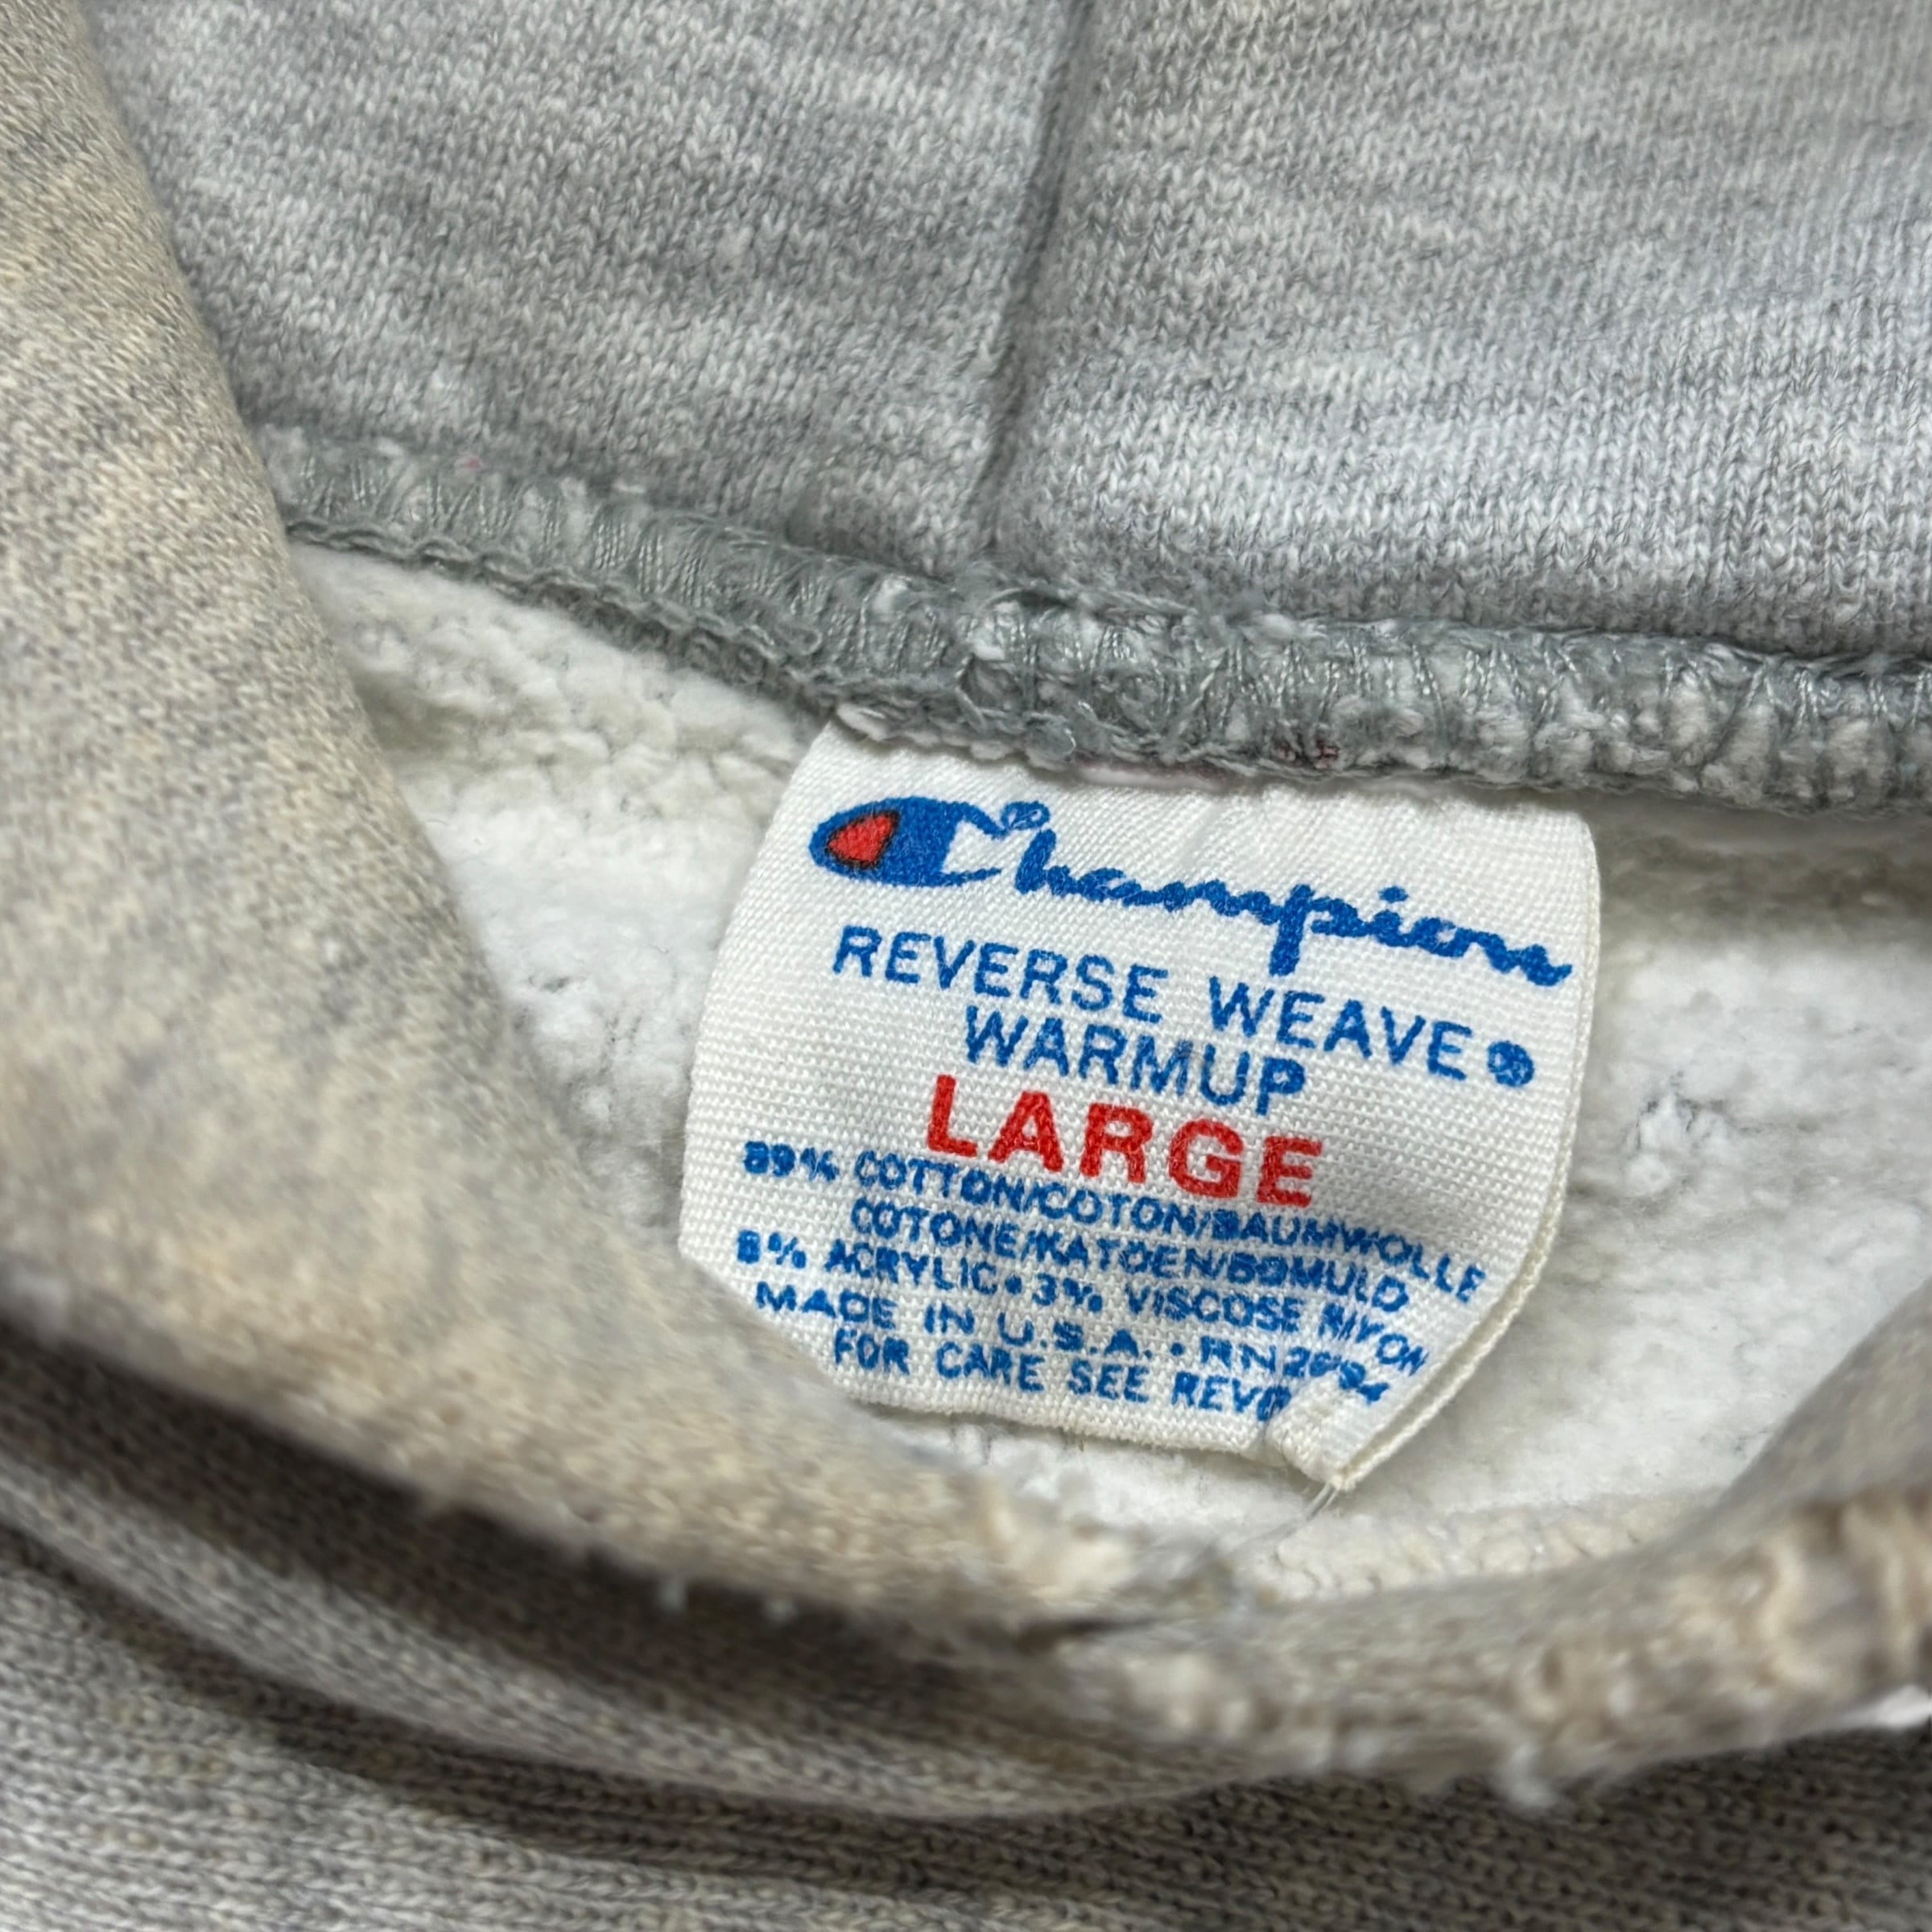 Champion®
REVERSE WEAVE®
WARMUP
LARGE
89% COTTON/COTON/BAUMWOLLE
COTONE/KATOEN/BOMULD
8% ACRYLIC • 3% VISCOSE RAYON
MADE IN U.S.A. • RN
FOR CARE SEE REV